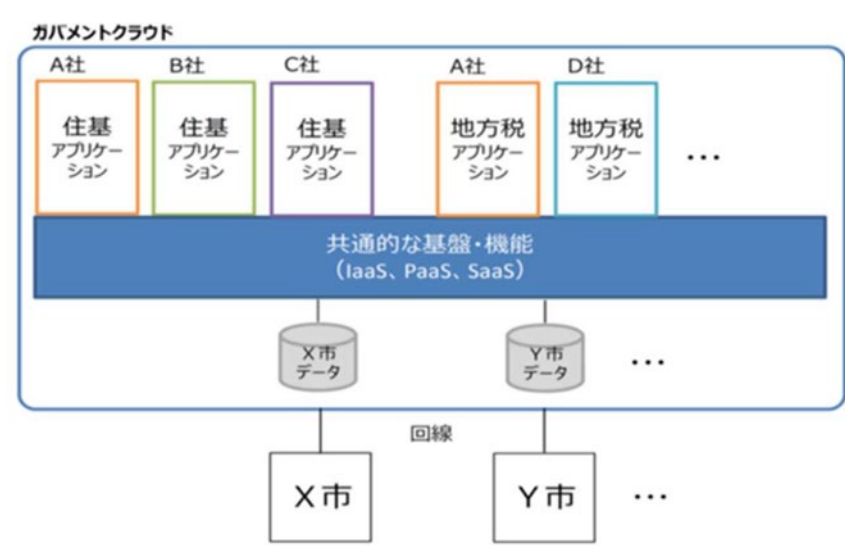 ガバメントクラウド
A社
B社
C社
A社
D社
住基
アプリケー
ション
住基
アプリケー
ション
住基
アプリケー
ション
地方税
アプリケー
ション
地方税
アプリケー
ション
・・・
共通的な基盤・機能
（IaaS、PaaS、SaaS）
X市
データ
Y市
データ
・・・
回線
X市
Y市
・・・